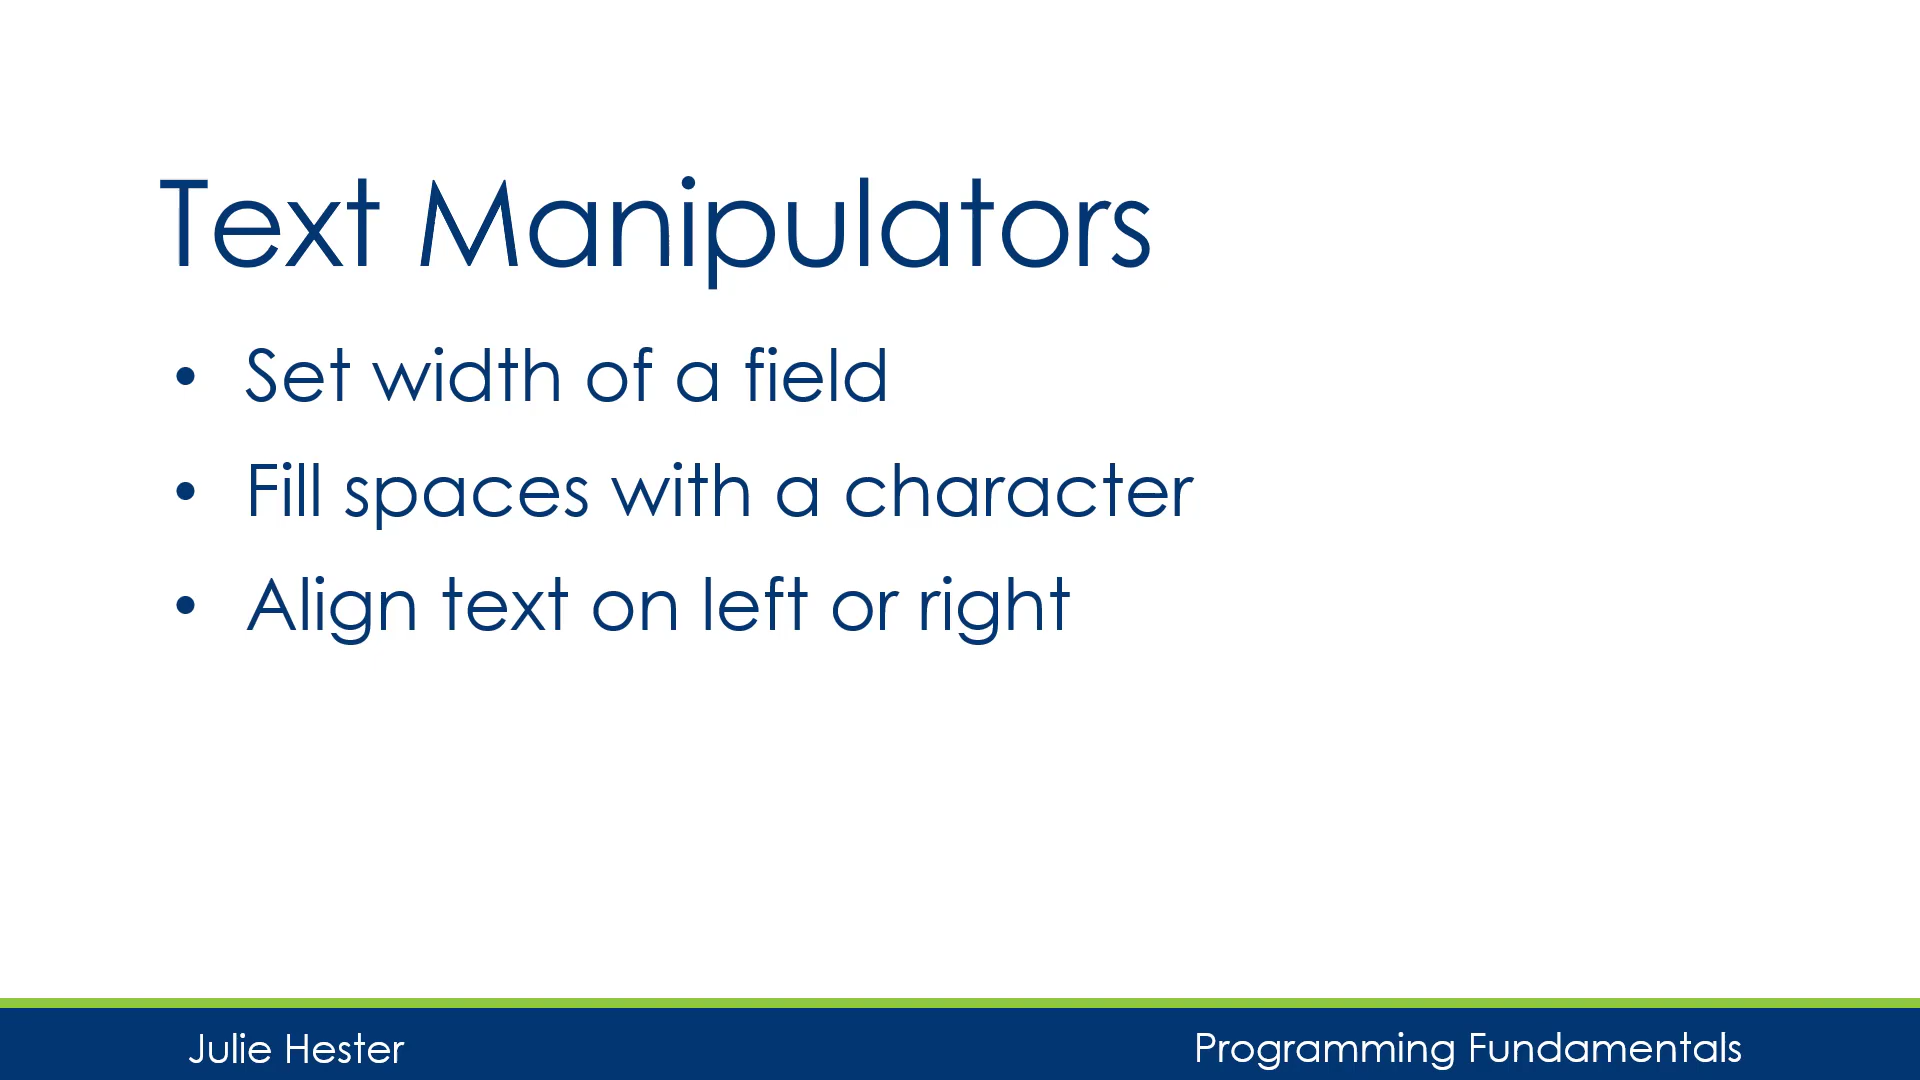 Text Manipulators
• Set width of a field
• Fill spaces with a character
• Align text on left or right
Julie Hester
Programming Fundamentals